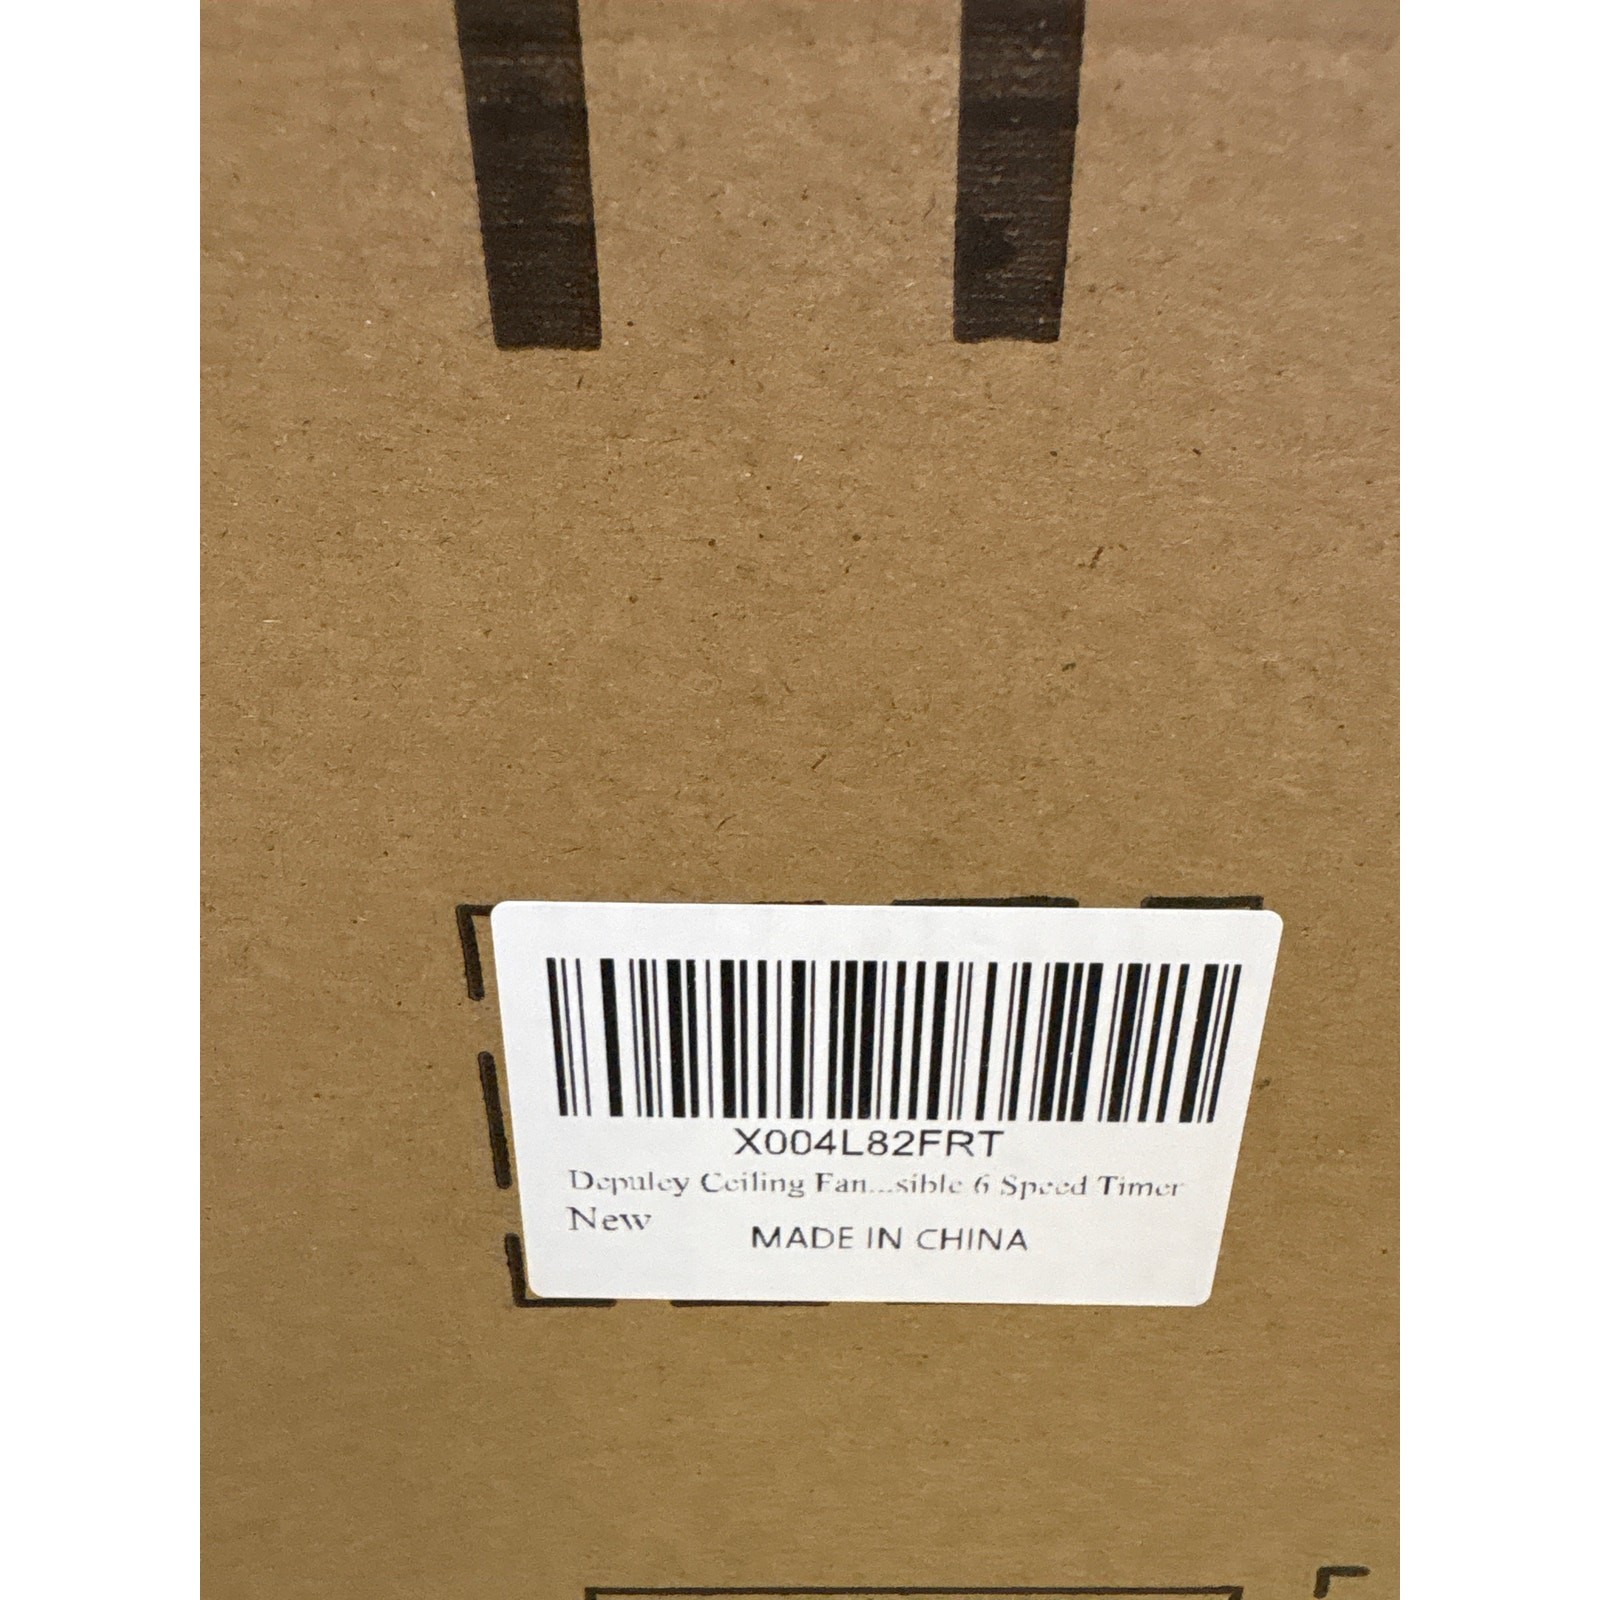 X004L82FRT
Depuley Ceiling Fan...sible 6 Speed Timer
New
MADE IN CHINA